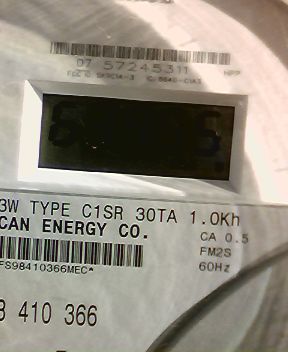 07 57245311
3W TYPE C1SR 30TA 1.0Kh
CAN ENERGY CO.
CA 0.5
FM2S
60Hz
FS98410366MEC*
8 410 366